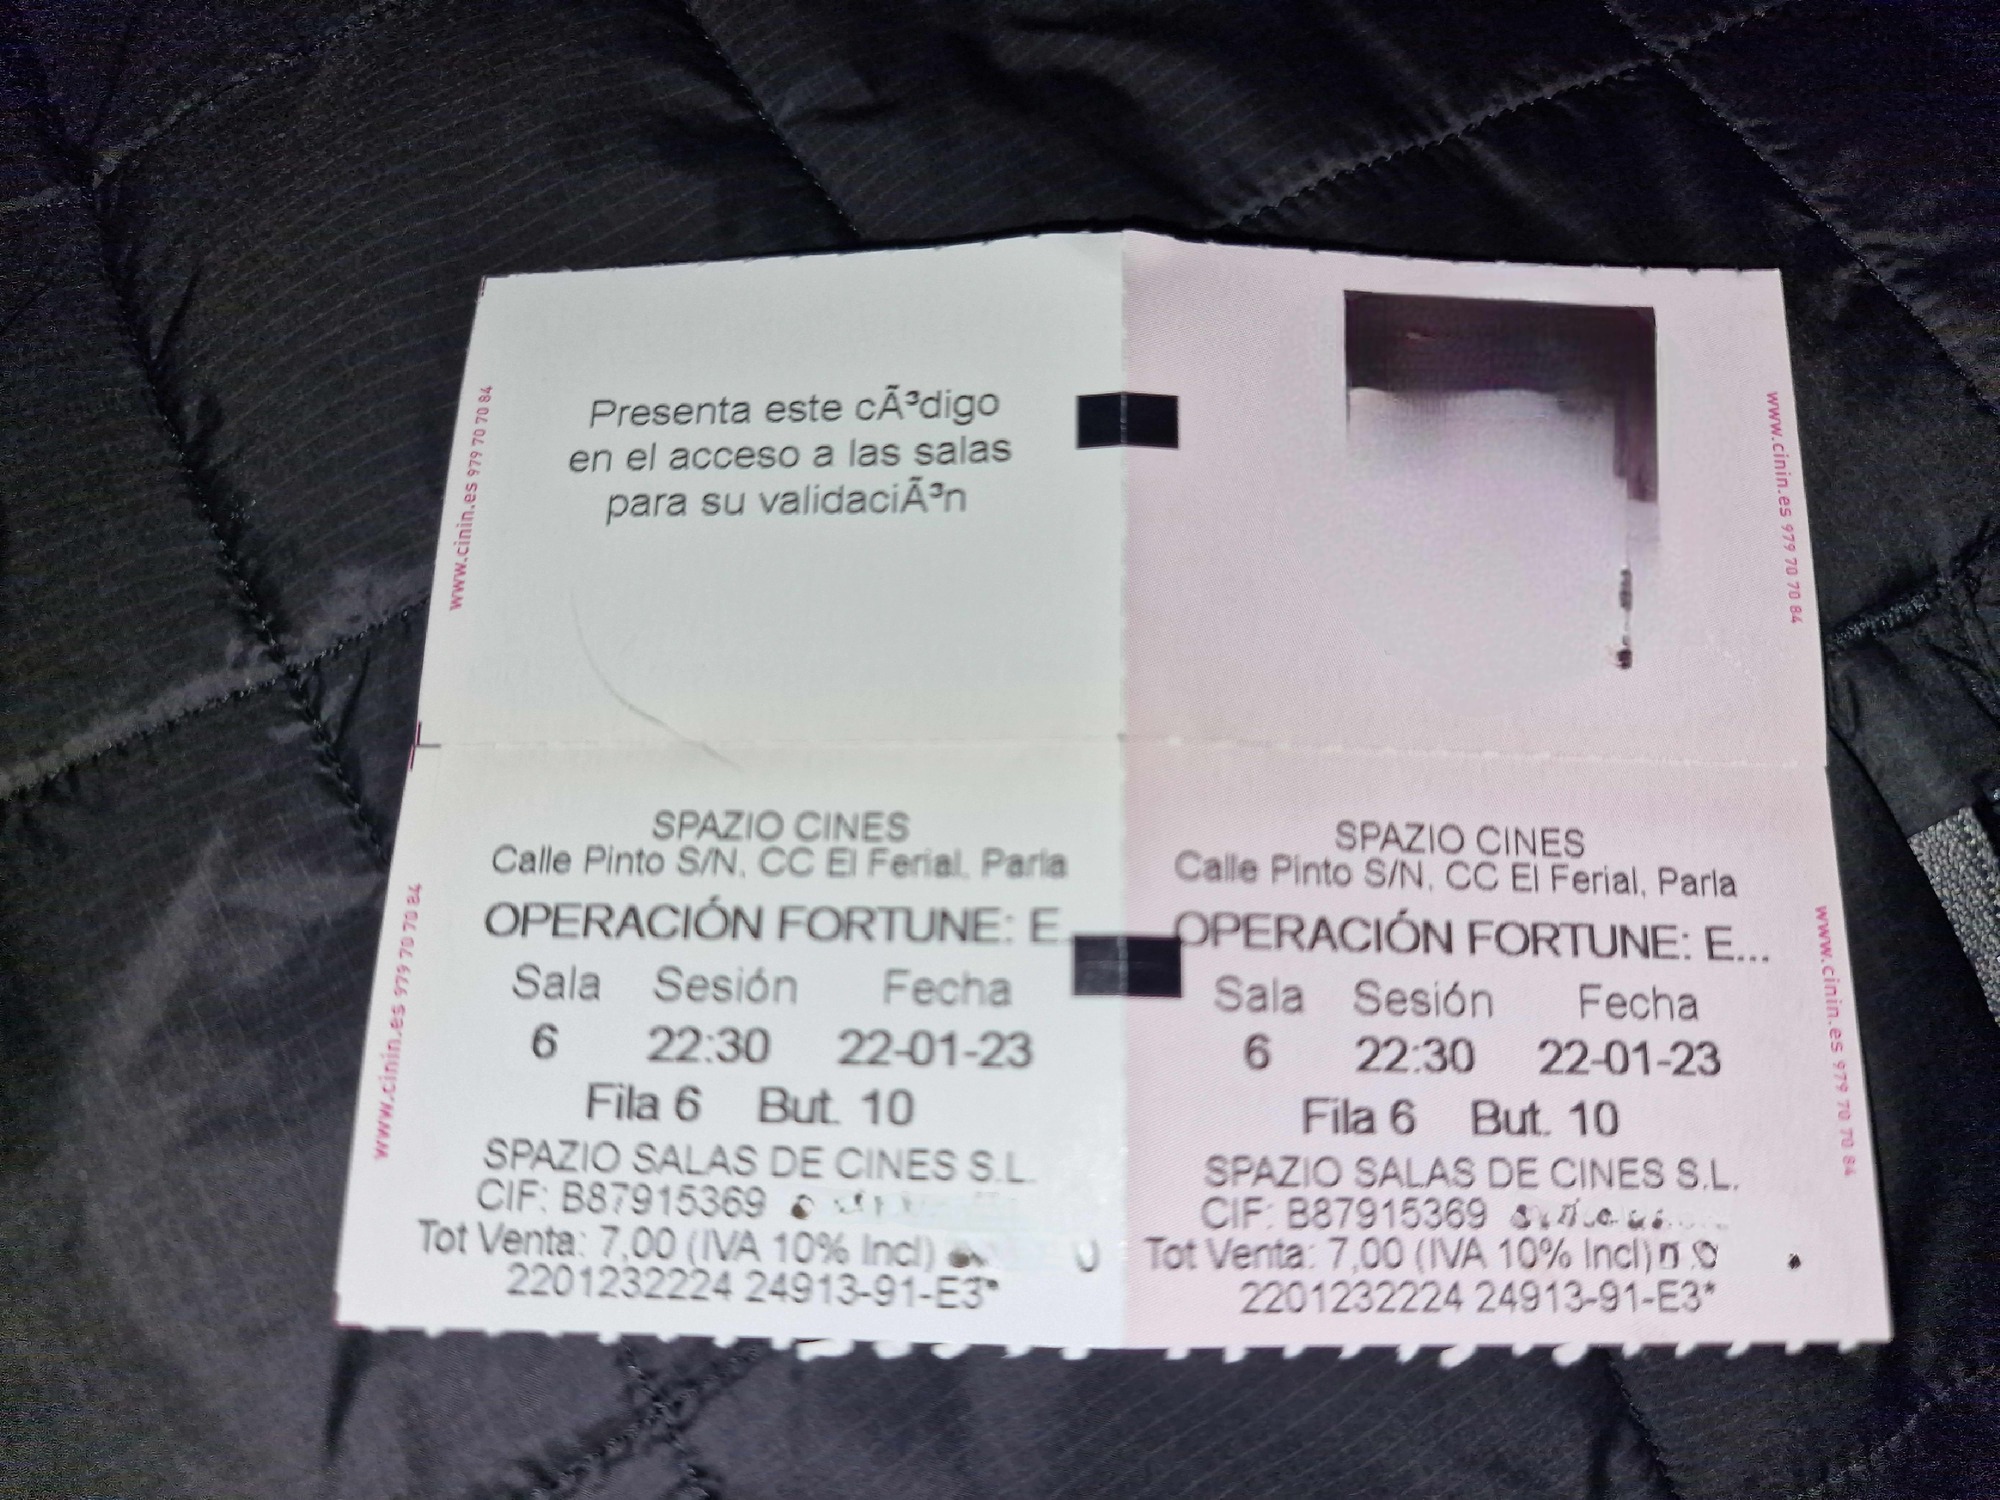 Presenta este cÃ³digo
en el acceso a las salas
para su validaciÃ³n
www.cinin.es 979 70 70 84
www.cinin.es 979 70 70 84
SPAZIO CINES
Calle Pinto S/N. CC El Ferial, Parla
OPERACIÓN FORTUNE: E
Sala Sesión Fecha
6 22:30 22-01-23
Fila 6 But. 10
SPAZIO SALAS DE CINES S.L.
CIF: B87915369
Tot Venta: 7,00 (IVA 10% Incl)
2201232224 24913-91-E3*
www.cinin.es 979 70 70 84
SPAZIO CINES
Calle Pinto S/N. CC El Ferial, Parla
OPERACIÓN FORTUNE: E...
Sala Sesión Fecha
6 22:30 22-01-23
Fila 6 But. 10
SPAZIO SALAS DE CINES S.L.
CIF: B87915369
Tot Venta: 7,00 (IVA 10% Incl)
2201232224 24913-91-E3*
www.cinin.es 979 70 70 84